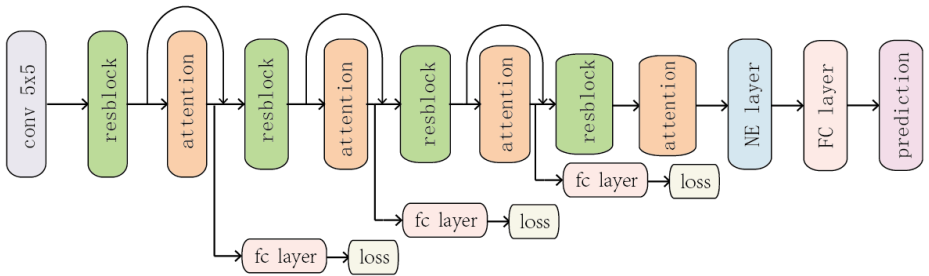 conv 5x5
resblock
attention
resblock
attention
resblock
attention
resblock
attention
NE layer
FC layer
prediction
fc layer
loss
fc layer
loss
fc layer
loss